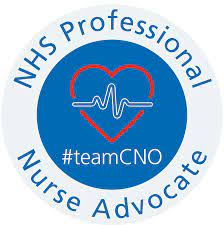 NHS Professional
#teamCNO
Nurse Advocate